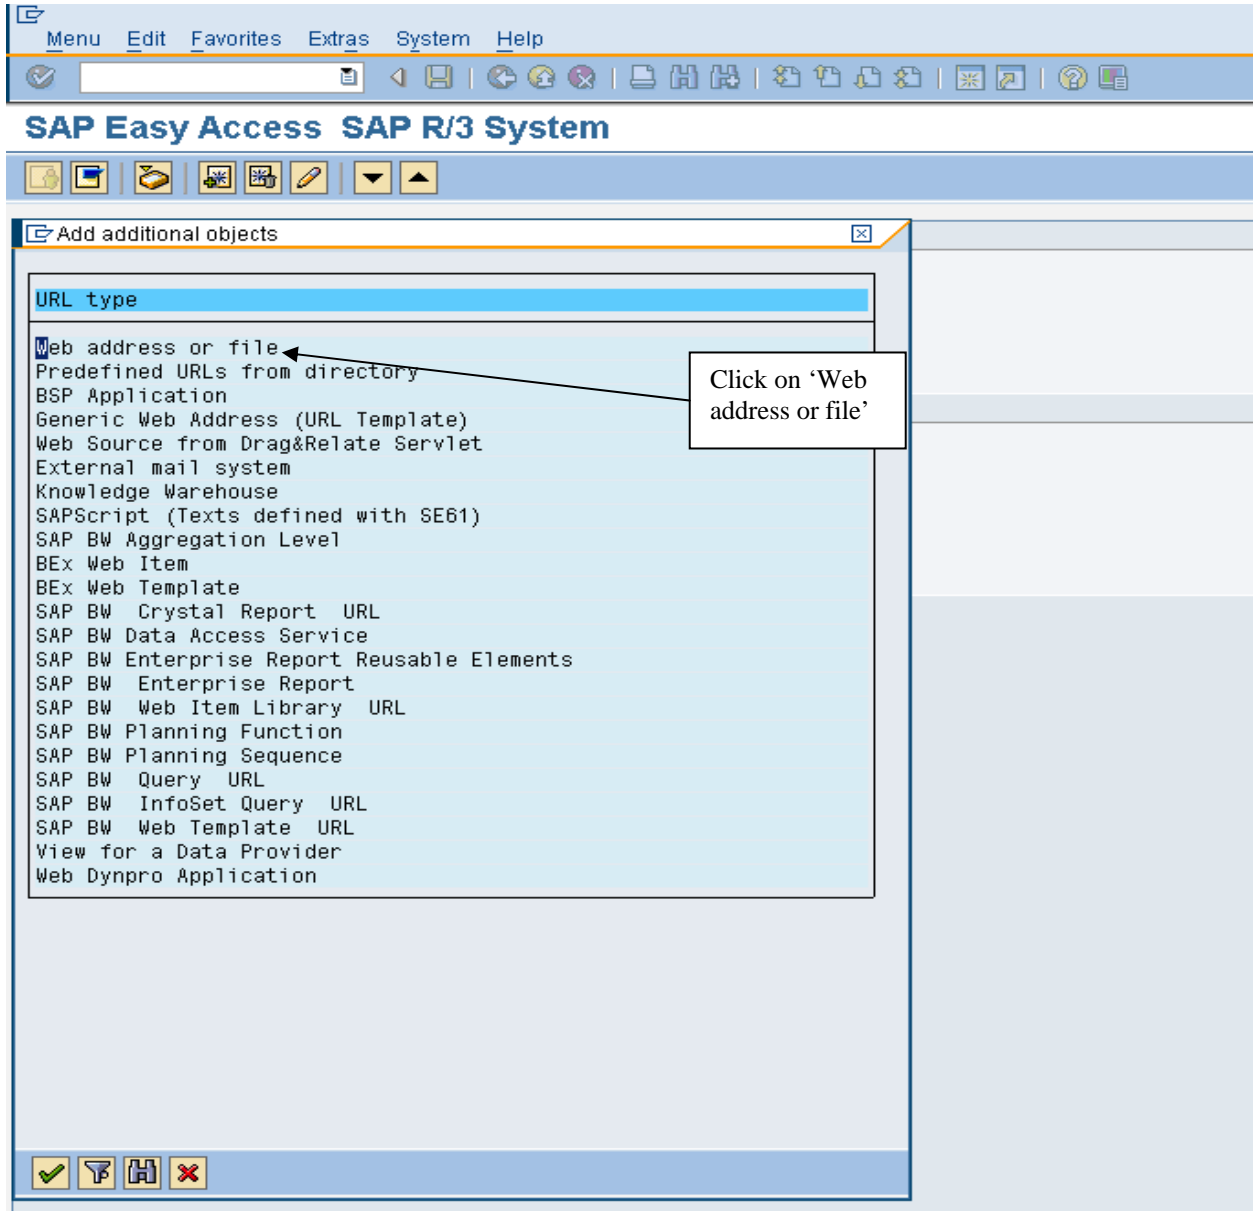 Menu Edit Favorites Extras System Help
SAP Easy Access SAP R/3 System
Add additional objects
URL type
Web address or file
Predefined URLs from directory
BSP Application
Generic Web Address (URL Template)
Web Source from Drag&Relate Servlet
External mail system
Knowledge Warehouse
SAPScript (Texts defined with SE61)
SAP BW Aggregation Level
BEx Web Item
BEx Web Template
SAP BW  Crystal Report  URL
SAP BW Data Access Service
SAP BW Enterprise Report Reusable Elements
SAP BW  Enterprise Report
SAP BW  Web Item Library  URL
SAP BW Planning Function
SAP BW Planning Sequence
SAP BW  Query  URL
SAP BW  InfoSet Query  URL
SAP BW  Web Template  URL
View for a Data Provider
Web Dynpro Application
Click on ‘Web
address or file’